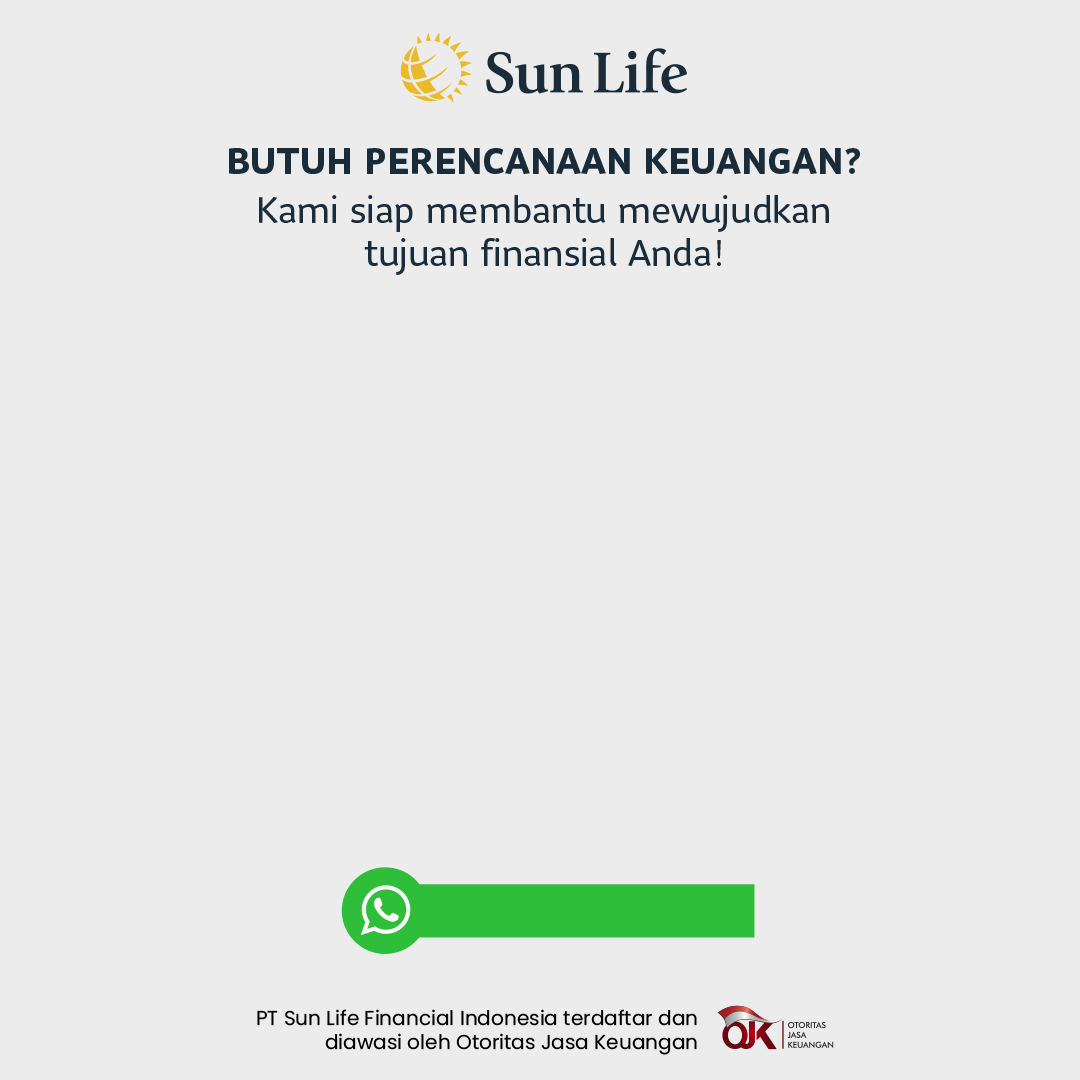 Sun Life
BUTUH PERENCANAAN KEUANGAN?
Kami siap membantu mewujudkan
tujuan finansial Anda!
PT Sun Life Financial Indonesia terdaftar dan
diawasi oleh Otoritas Jasa Keuangan
OJK
OTORITAS
JASA
KEUANGAN